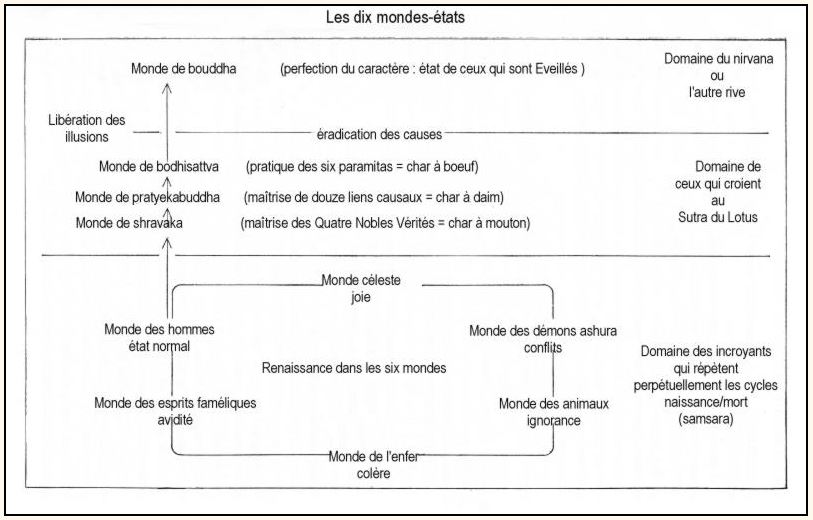 Les dix mondes-états
Monde de bouddha (perfection du caractère : état de ceux qui sont Eveillés )
Domaine du nirvana
ou
l'autre rive
Libération des
illusions
éradication des causes
Monde de bodhisattva (pratique des six paramitas = char à boeuf)
Monde de pratyekabuddha (maîtrise de douze liens causaux = char à daim)
Monde de shravaka (maîtrise des Quatre Nobles Vérités = char à mouton)
Domaine de
ceux qui croient
au
Sutra du Lotus
Monde céleste
joie
Monde des hommes
état normal
Monde des démons ashura
conflits
Renaissance dans les six mondes
Monde des esprits faméliques
avidité
Monde des animaux
ignorance
Monde de l'enfer
colère
Domaine des incroyants
qui répètent
perpétuellement les cycles
naissance/mort
(samsara)